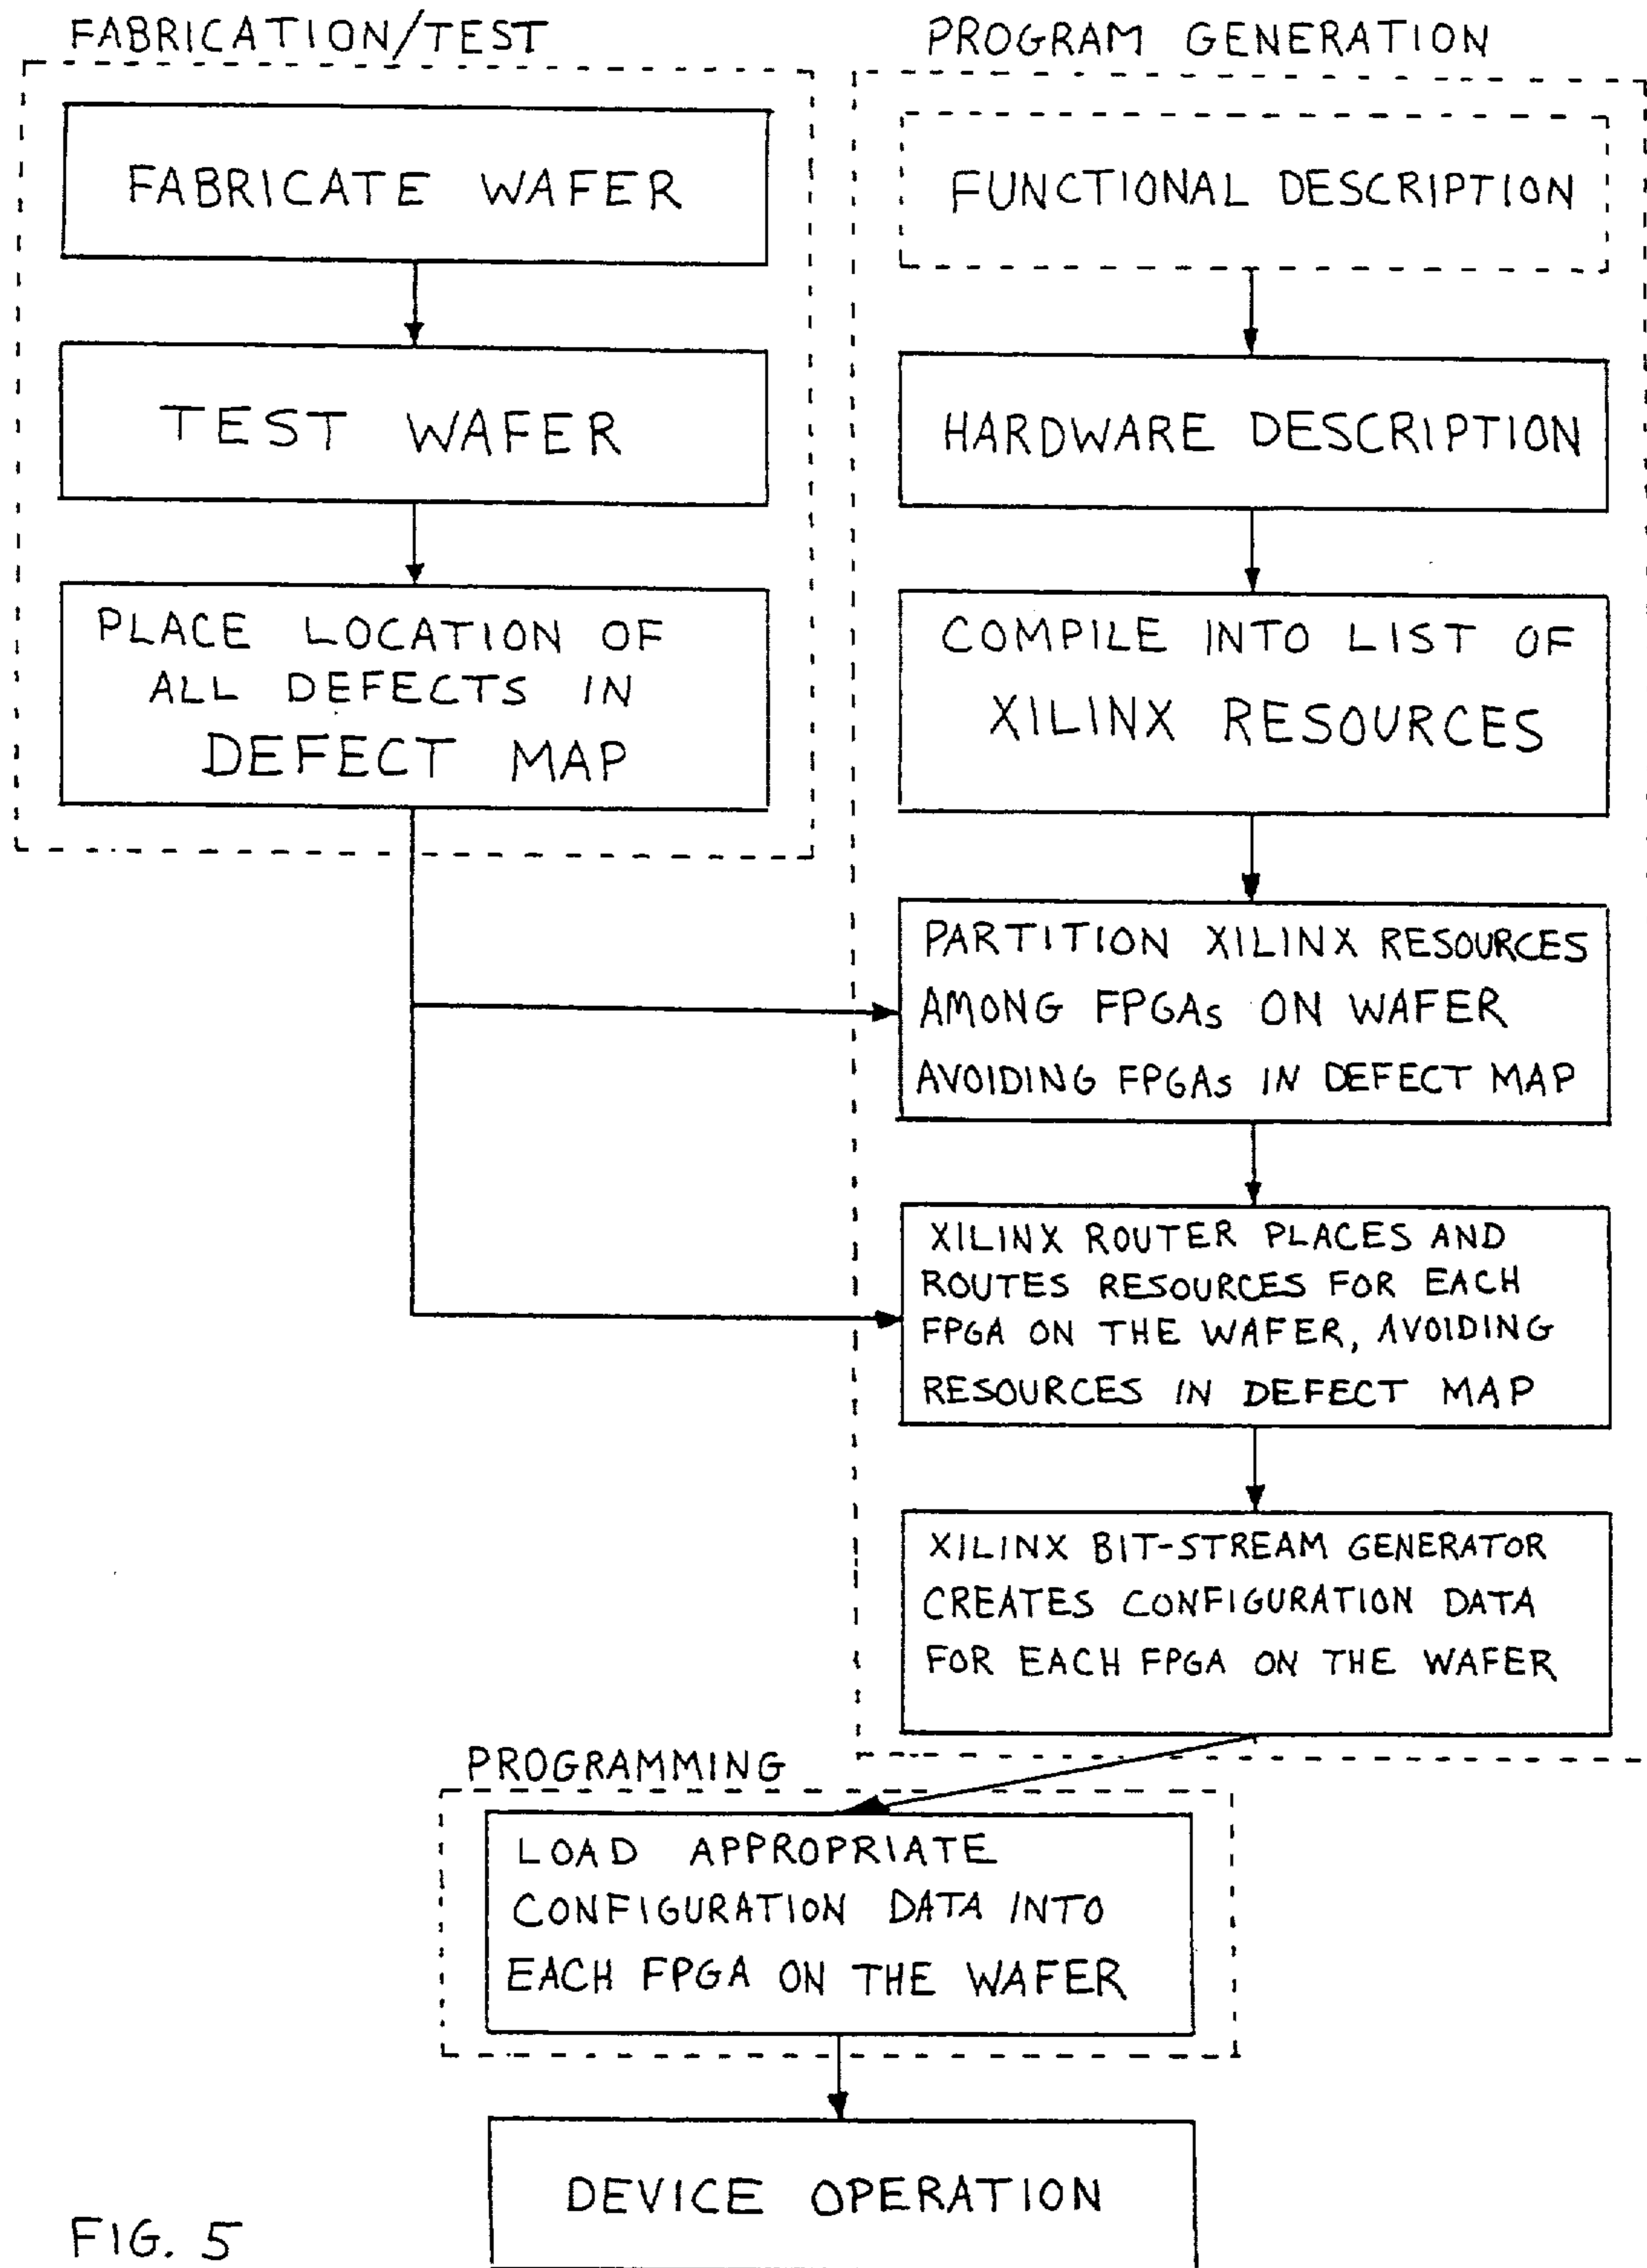 FABRICATION/TEST
FABRICATE WAFER
TEST WAFER
PLACE LOCATION OF
ALL DEFECTS IN
DEFECT MAP
PROGRAM GENERATION
FUNCTIONAL DESCRIPTION
HARDWARE DESCRIPTION
COMPILE INTO LIST OF
XILINX RESOURCES
PARTITION XILINX RESOURCES
AMONG FPGAs ON WAFER
AVOIDING FPGAs IN DEFECT MAP
XILINX ROUTER PLACES AND
ROUTES RESOURCES FOR EACH
FPGA ON THE WAFER, AVOIDING
RESOURCES IN DEFECT MAP
XILINX BIT-STREAM GENERATOR
CREATES CONFIGURATION DATA
FOR EACH FPGA ON THE WAFER
PROGRAMMING
LOAD APPROPRIATE
CONFIGURATION DATA INTO
EACH FPGA ON THE WAFER
DEVICE OPERATION
FIG. 5